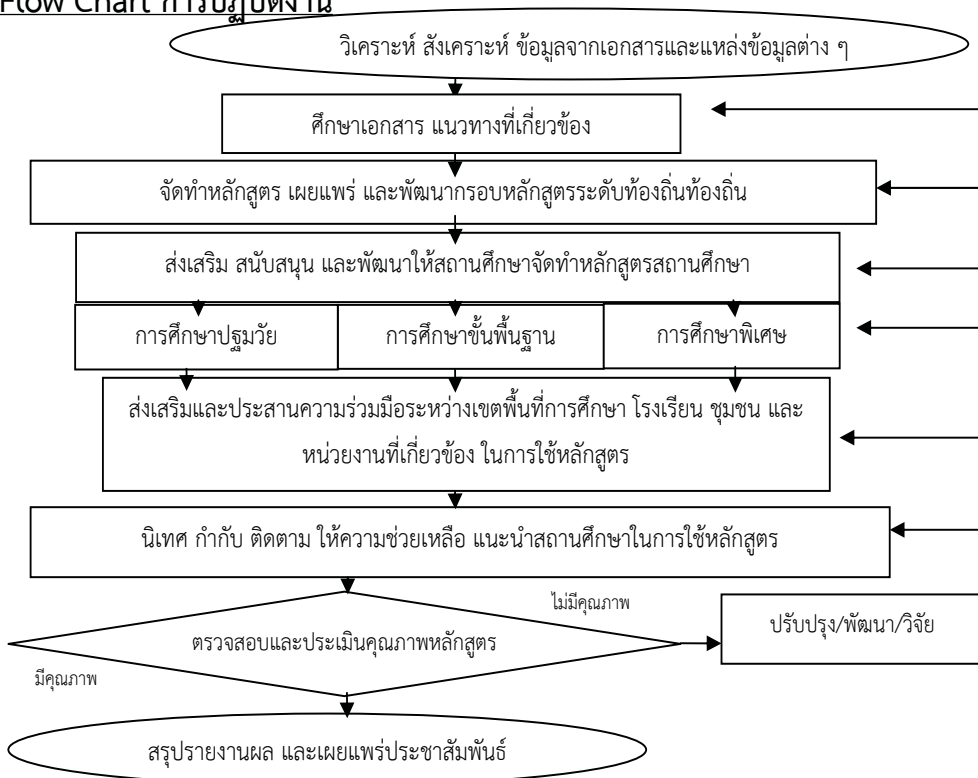 Flow Chart การปฏิบัติงาน
วิเคราะห์ สังเคราะห์ ข้อมูลจากเอกสารและแหล่งข้อมูลต่าง ๆ
ศึกษาเอกสาร แนวทางที่เกี่ยวข้อง
จัดทำหลักสูตร เผยแพร่ และพัฒนากรอบหลักสูตรระดับท้องถิ่นท้องถิ่น
ส่งเสริม สนับสนุน และพัฒนาให้สถานศึกษาจัดทำหลักสูตรสถานศึกษา
การศึกษาปฐมวัย
การศึกษาขั้นพื้นฐาน
การศึกษาพิเศษ
ส่งเสริมและประสานความร่วมมือระหว่างเขตพื้นที่การศึกษา โรงเรียน ชุมชน และ
หน่วยงานที่เกี่ยวข้อง ในการใช้หลักสูตร
นิเทศ กำกับ ติดตาม ให้ความช่วยเหลือ แนะนำสถานศึกษาในการใช้หลักสูตร
ไม่มีคุณภาพ
ปรับปรุง/พัฒนา/วิจัย
ตรวจสอบและประเมินคุณภาพหลักสูตร
มีคุณภาพ
สรุปรายงานผล และเผยแพร่ประชาสัมพันธ์